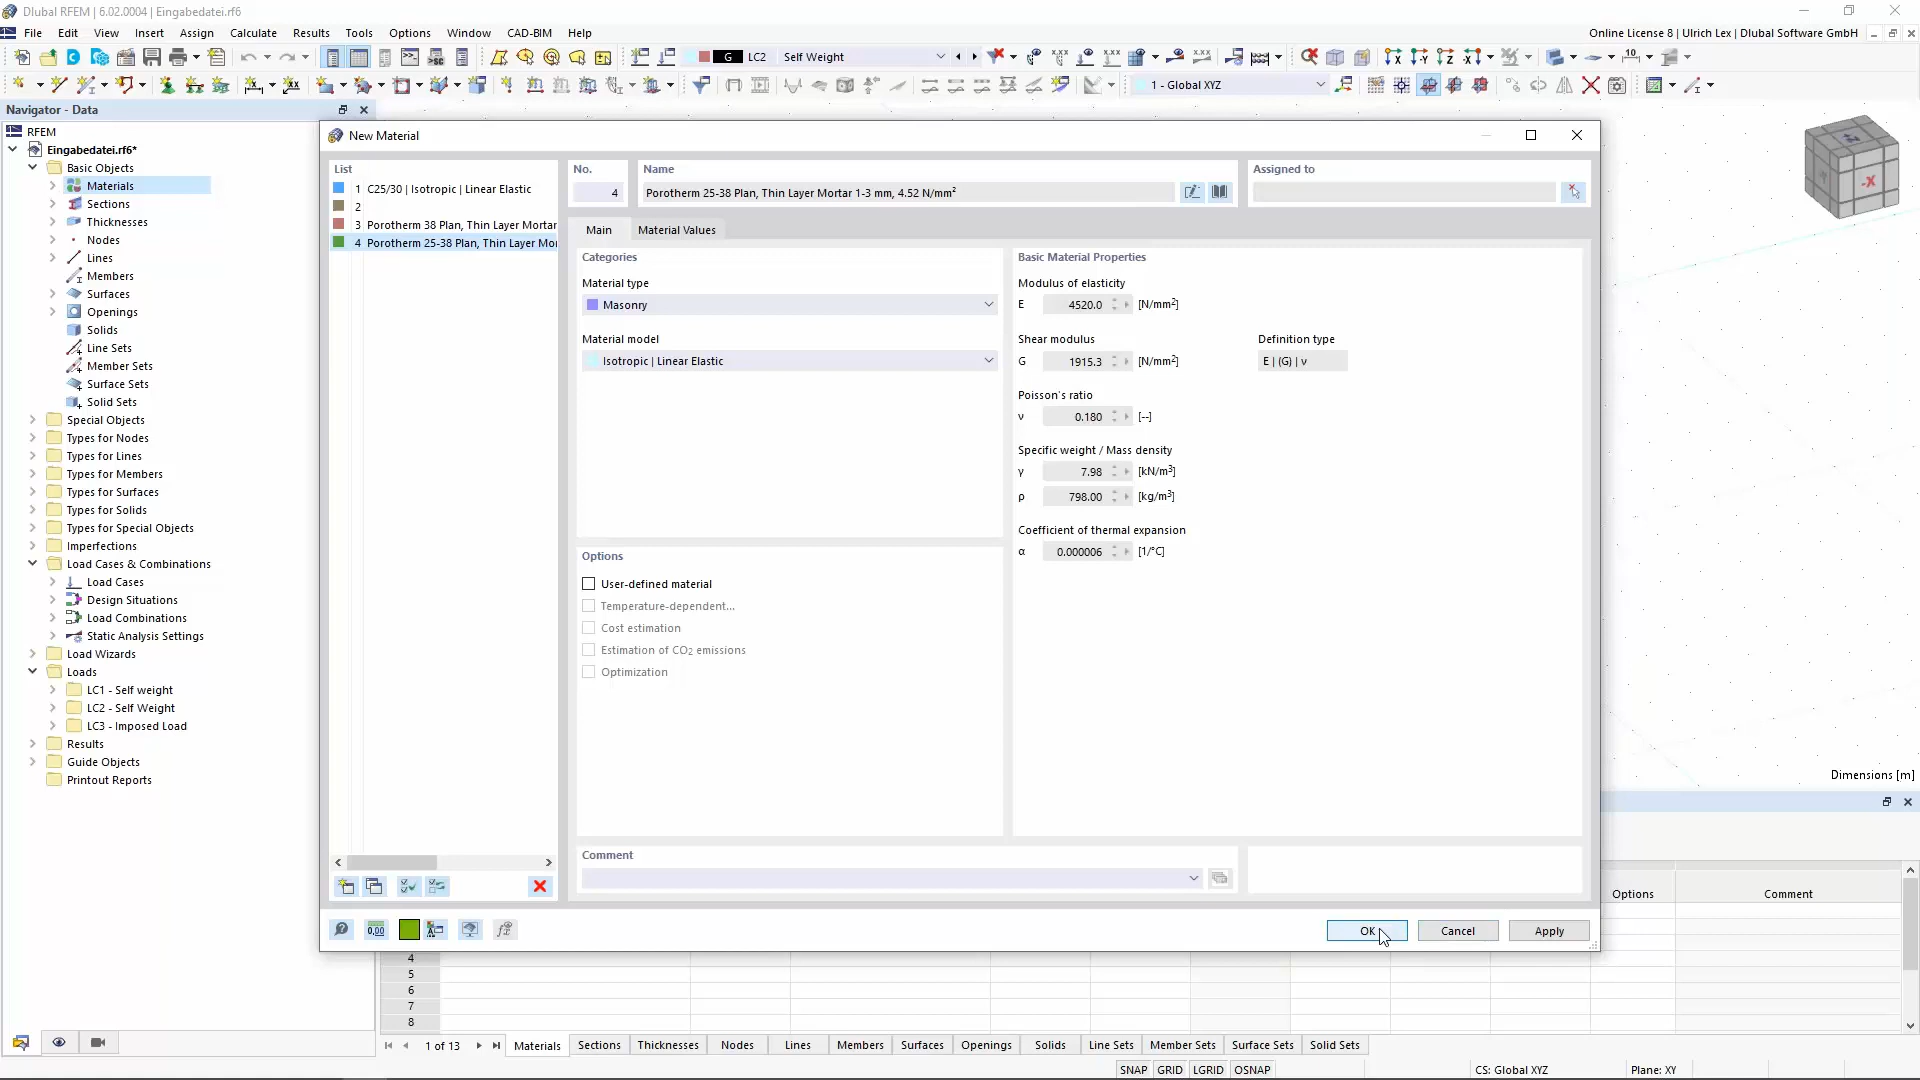 Dlubal RFEM | 6.02.0004 | Eingabedatei.rf6*
File Edit View Insert Assign Calculate Results Tools Options Window CAD-BIM Help
Online License 8 | Ulrich Lex | Dlubal Software GmbH
G LC2 Self Weight
1 - Global XYZ
Navigator - Data
RFEM
Eingabedatei.rf6*
Basic Objects
Materials
Sections
Thicknesses
Nodes
Lines
Members
Surfaces
Openings
Solids
Line Sets
Member Sets
Surface Sets
Solid Sets
Special Objects
Types for Nodes
Types for Lines
Types for Members
Types for Surfaces
Types for Solids
Types for Special Objects
Imperfections
Load Cases & Combinations
Load Cases
Design Situations
Load Combinations
Static Analysis Settings
Load Wizards
Loads
LC1 - Self weight
LC2 - Self Weight
LC3 - Imposed Load
Results
Guide Objects
Printout Reports
New Material
List
1 C25/30 | Isotropic | Linear Elastic
2
3 Porotherm 38 Plan, Thin Layer Mortar
4 Porotherm 25-38 Plan, Thin Layer Mor
No.
4
Name
Porotherm 25-38 Plan, Thin Layer Mortar 1-3 mm, 4.52 N/mm²
Assigned to
Main Material Values
Categories
Material type
Masonry
Material model
Isotropic | Linear Elastic
Options
User-defined material
Temperature-dependent...
Cost estimation
Estimation of CO2 emissions
Optimization
Basic Material Properties
Modulus of elasticity
E 4520.0 [N/mm²]
Shear modulus
G 1915.3 [N/mm²]
Definition type
E | (G) | ν
Poisson's ratio
ν 0.180 [--]
Specific weight / Mass density
γ 7.98 [kN/m³]
ρ 798.00 [kg/m³]
Coefficient of thermal expansion
α 0.000006 [1/°C]
Comment
OK Cancel Apply
-X
Dimensions [m]
Options Comment
4
5
6
7
8
1 of 13 Materials Sections Thicknesses Nodes Lines Members Surfaces Openings Solids Line Sets Member Sets Surface Sets Solid Sets
SNAP GRID LGRID OSNAP CS: Global XYZ Plane: XY